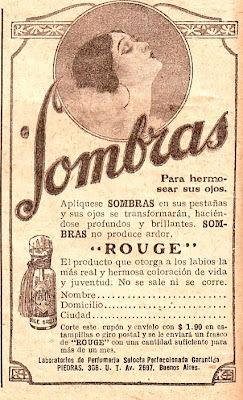 Sombras
Para hermo-
sear sus ojos.
Aplíquese SOMBRAS en sus pestañas
y sus ojos se transformarán, hacién-
dose profundos y brillantes. SOM-
BRAS no produce ardor.
"ROUGE"
El producto que otorga a los labios la
más real y hermosa coloración de vida
y juventud. No se sale ni se corre.
Nombre
Domicilio
Ciudad
Corte este cupón y envíelo con $ 1.90 en es-
tampillas o giro postal y se le enviará un frasco
de "ROUGE" con una cantidad suficiente para
más de un mes.
Laboratorios de Perfumería Selecta Perfeccionada Garantida
PIEDRAS, 356. U. T. Av. 2697, Buenos Aires.